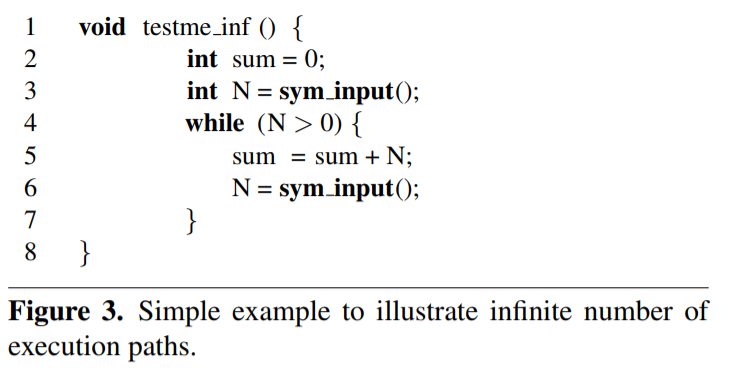 1 void testme_inf () {
2 int sum = 0;
3 int N = sym_input();
4 while (N > 0) {
5 sum = sum + N;
6 N = sym_input();
7 }
8 }
Figure 3. Simple example to illustrate infinite number of
execution paths.